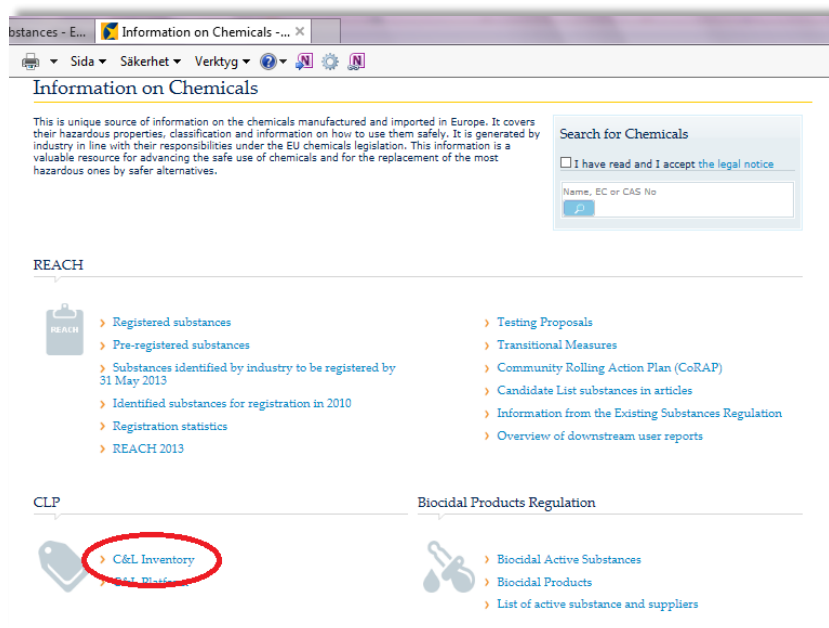 bstances - E...
Information on Chemicals -... ×
Sida Säkerhet Verktyg
Information on Chemicals
This is unique source of information on the chemicals manufactured and imported in Europe. It covers
their hazardous properties, classification and information on how to use them safely. It is generated by
industry in line with their responsibilities under the EU chemicals legislation. This information is a
valuable resource for advancing the safe use of chemicals and for the replacement of the most
hazardous ones by safer alternatives.
Search for Chemicals
I have read and I accept the legal notice
Name, EC or CAS No
REACH
REACH
Registered substances
Pre-registered substances
Substances identified by industry to be registered by
31 May 2013
Identified substances for registration in 2010
Registration statistics
REACH 2013
Testing Proposals
Transitional Measures
Community Rolling Action Plan (CoRAP)
Candidate List substances in articles
Information from the Existing Substances Regulation
Overview of downstream user reports
CLP
C&L Inventory
C&L Platform
Biocidal Products Regulation
Biocidal Active Substances
Biocidal Products
List of active substance and suppliers